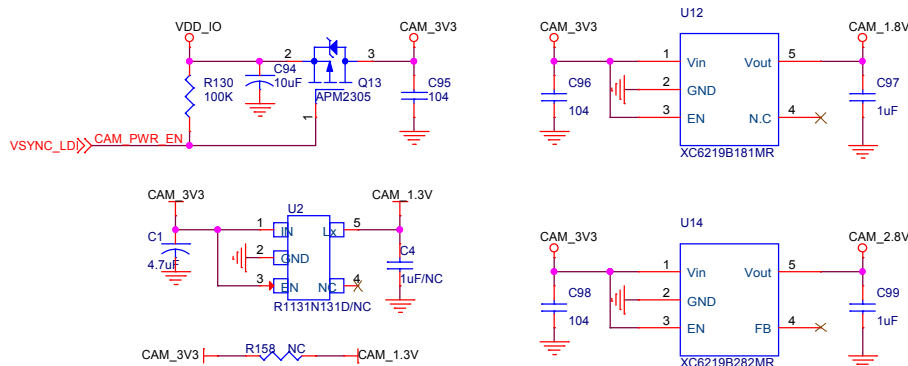 VDD_IO
CAM_3V3
2
3
C94
10uF
Q13
APM2305
R130
100K
C95
104
1
VSYNC_LD
CAM_PWR_EN
U12
CAM_3V3
CAM_1.8V
1
Vin
Vout
5
C96
104
2
GND
C97
1uF
3
EN
N.C
4
XC6219B181MR
CAM_3V3
CAM_1.3V
U2
1
IN
Lx
5
C1
4.7uF
2
GND
C4
1uF/NC
3
EN
NC
4
R1131N131D/NC
CAM_3V3
R158
NC
CAM_1.3V
U14
CAM_3V3
CAM_2.8V
1
Vin
Vout
5
C98
104
2
GND
C99
1uF
3
EN
FB
4
XC6219B282MR